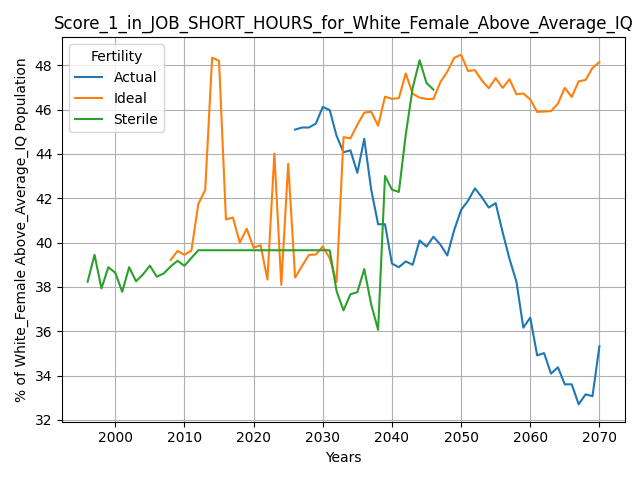 Score_1_in_JOB_SHORT_HOURS_for_White_Female_Above_Average_IQ
Fertility
Actual
Ideal
Sterile
% of White_Female Above_Average_IQ Population
48
46
44
42
40
38
36
34
32
2000
2010
2020
2030
2040
2050
2060
2070
Years